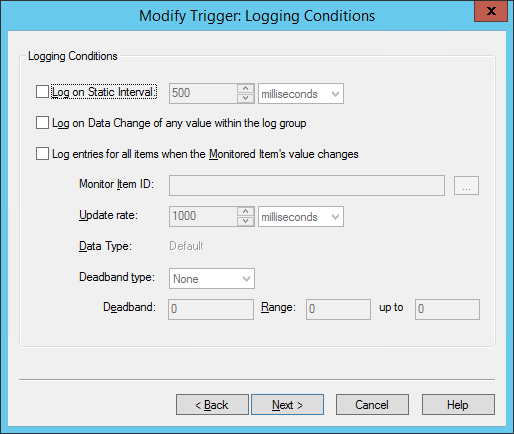 Modify Trigger: Logging Conditions
x
Logging Conditions
Log on Static Interval: 500 milliseconds
Log on Data Change of any value within the log group
Log entries for all items when the Monitored Item's value changes
Monitor Item ID: ...
Update rate: 1000 milliseconds
Data Type: Default
Deadband type: None
Deadband: 0 Range: 0 up to 0
< Back Next > Cancel Help